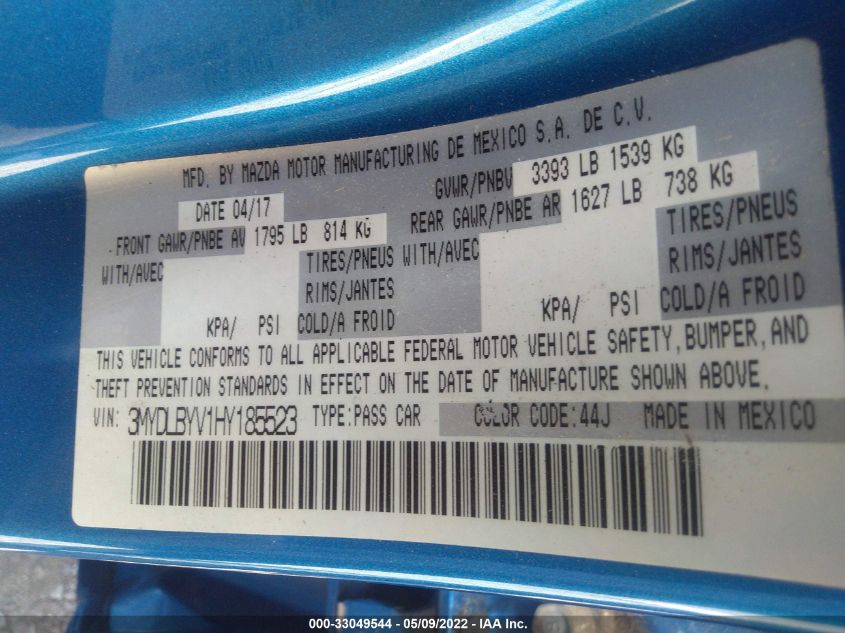 MFD. BY MAZDA MOTOR MANUFACTURING DE MEXICO S.A. DE C.V.
DATE 04/17 GVWR/PNBV 3393 LB 1539 KG
FRONT GAWR/PNBE AV 1795 LB 814 KG REAR GAWR/PNBE AR 1627 LB 738 KG
WITH/AVEC TIRES/PNEUS WITH/AVEC TIRES/PNEUS
RIMS/JANTES RIMS/JANTES
KPA/ PSI COLD/A FROID KPA/ PSI COLD/A FROID
THIS VEHICLE CONFORMS TO ALL APPLICABLE FEDERAL MOTOR VEHICLE SAFETY, BUMPER, AND
THEFT PREVENTION STANDARDS IN EFFECT ON THE DATE OF MANUFACTURE SHOWN ABOVE.
VIN: 3MYDLBYV1HY185523 TYPE:PASS CAR COLOR CODE:44J MADE IN MEXICO
000-33049544 - 05/09/2022 - IAA Inc.